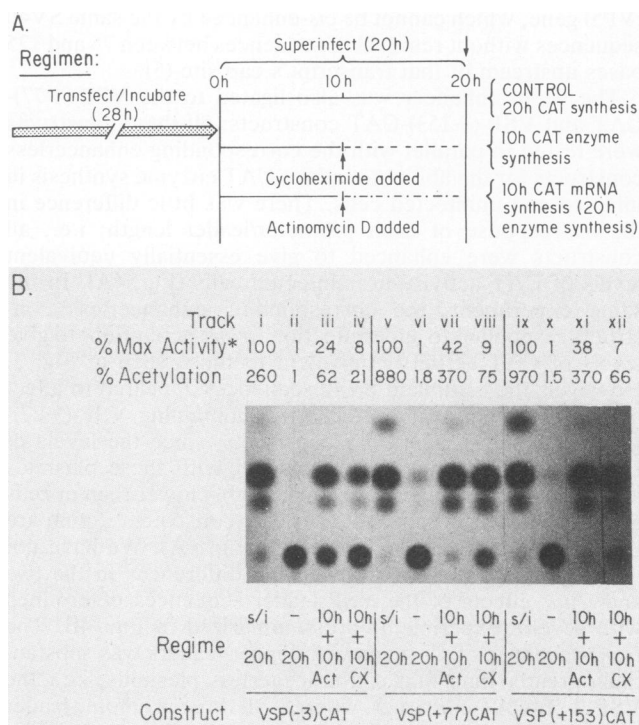 A.
Regimen:
Superinfect (20h)
0h 10h 20h
Transfect/Incubate
(28h)
CONTROL
20h CAT synthesis
10h CAT enzyme
synthesis
Cycloheximide added
10h CAT mRNA
synthesis (20h
enzyme synthesis)
Actinomycin D added
B.
Track i ii iii iv v vi vii viii ix x xi xii
% Max Activity* 100 1 24 8 100 1 42 9 100 1 38 7
% Acetylation 260 1 62 21 880 1.8 370 75 970 1.5 370 66
s/i – 10h 10h s/i – 10h 10h s/i – 10h 10h
+ + + + + +
Regime 20h 20h 10h 10h 20h 20h 10h 10h 20h 20h 10h 10h
Act CX Act CX Act CX
Construct VSP(-3)CAT VSP(+77)CAT VSP(+153)CAT